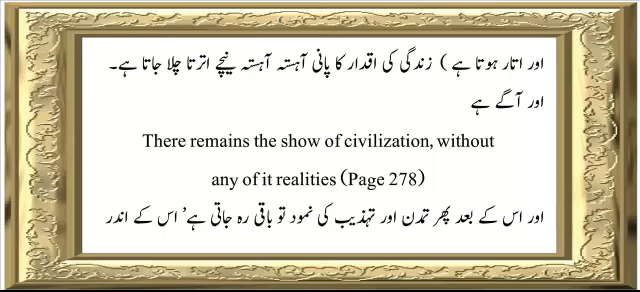 اور اتار ہوتا ہے ) زندگی کی اقدار کا پانی آہستہ آہستہ نیچے اترتا چلا جاتا ہے۔
اور آگے ہے
There remains the show of civilization, without
any of it realities (Page 278)
اور اس کے بعد پھر تمدن اور تہذیب کی نمود تو باقی رہ جاتی ہے’ اس کے اندر